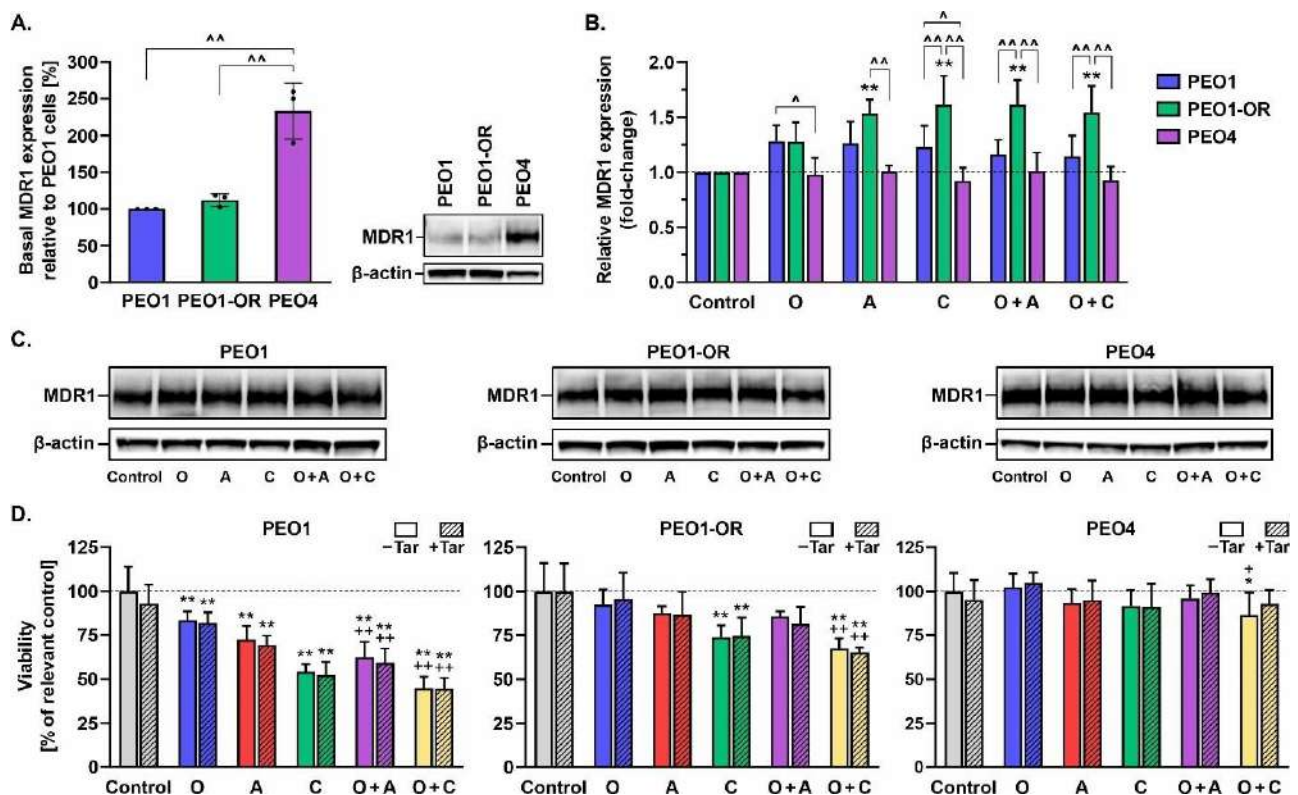 A.
Basal MDR1 expression
relative to PEO1 cells [%]
300
250
200
150
100
50
0
^^
^^
PEO1 PEO1-OR PEO4
PEO1
PEO1-OR
PEO4
MDR1
β-actin
B.
Relative MDR1 expression
(fold-change)
2.0
1.5
1.0
0.5
0.0
^
** ^^
^
^^ ^^
**
^^ ^^
**
^^ ^^
**
Control O A C O+A O+C
PEO1
PEO1-OR
PEO4
C.
PEO1
MDR1
β-actin
Control O A C O+A O+C
PEO1-OR
MDR1
β-actin
Control O A C O+A O+C
PEO4
MDR1
β-actin
Control O A C O+A O+C
D.
Viability
[% of relevant control]
PEO1
−Tar +Tar
125
100
75
50
25
0
** **
** **
** **
** **
++ ++
** **
++ ++
Control O A C O+A O+C
PEO1-OR
−Tar +Tar
125
100
75
50
25
0
** **
** **
++ ++
Control O A C O+A O+C
PEO4
−Tar +Tar
125
100
75
50
25
0
+
*
Control O A C O+A O+C